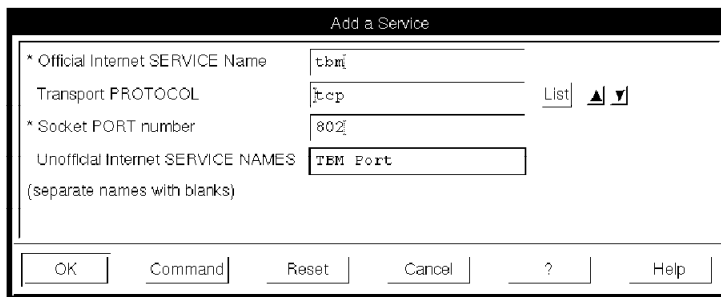 Add a Service
* Official Internet SERVICE Name tbm
Transport PROTOCOL tcp List
* Socket PORT number 802
Unofficial Internet SERVICE NAMES TBM Port
(separate names with blanks)
OK Command Reset Cancel ? Help